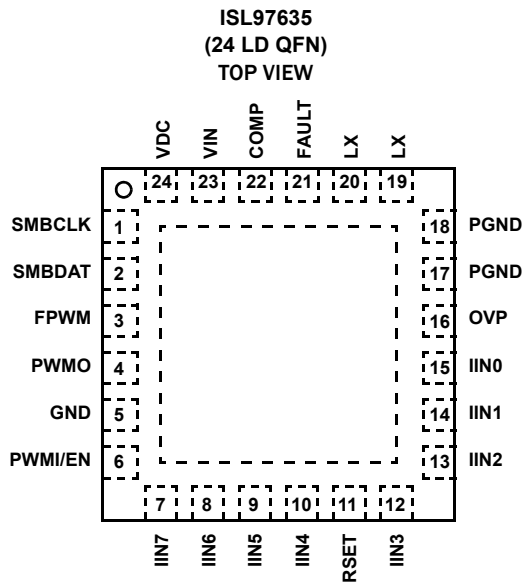 ISL97635
(24 LD QFN)
TOP VIEW
VDC
VIN
COMP
FAULT
LX
LX
24 23 22 21 20 19
SMBCLK 1
18 PGND
SMBDAT 2
17 PGND
FPWM 3
16 OVP
PWMO 4
15 IIN0
GND 5
14 IIN1
PWMI/EN 6
13 IIN2
7 8 9 10 11 12
IIN7
IIN6
IIN5
IIN4
RSET
IIN3